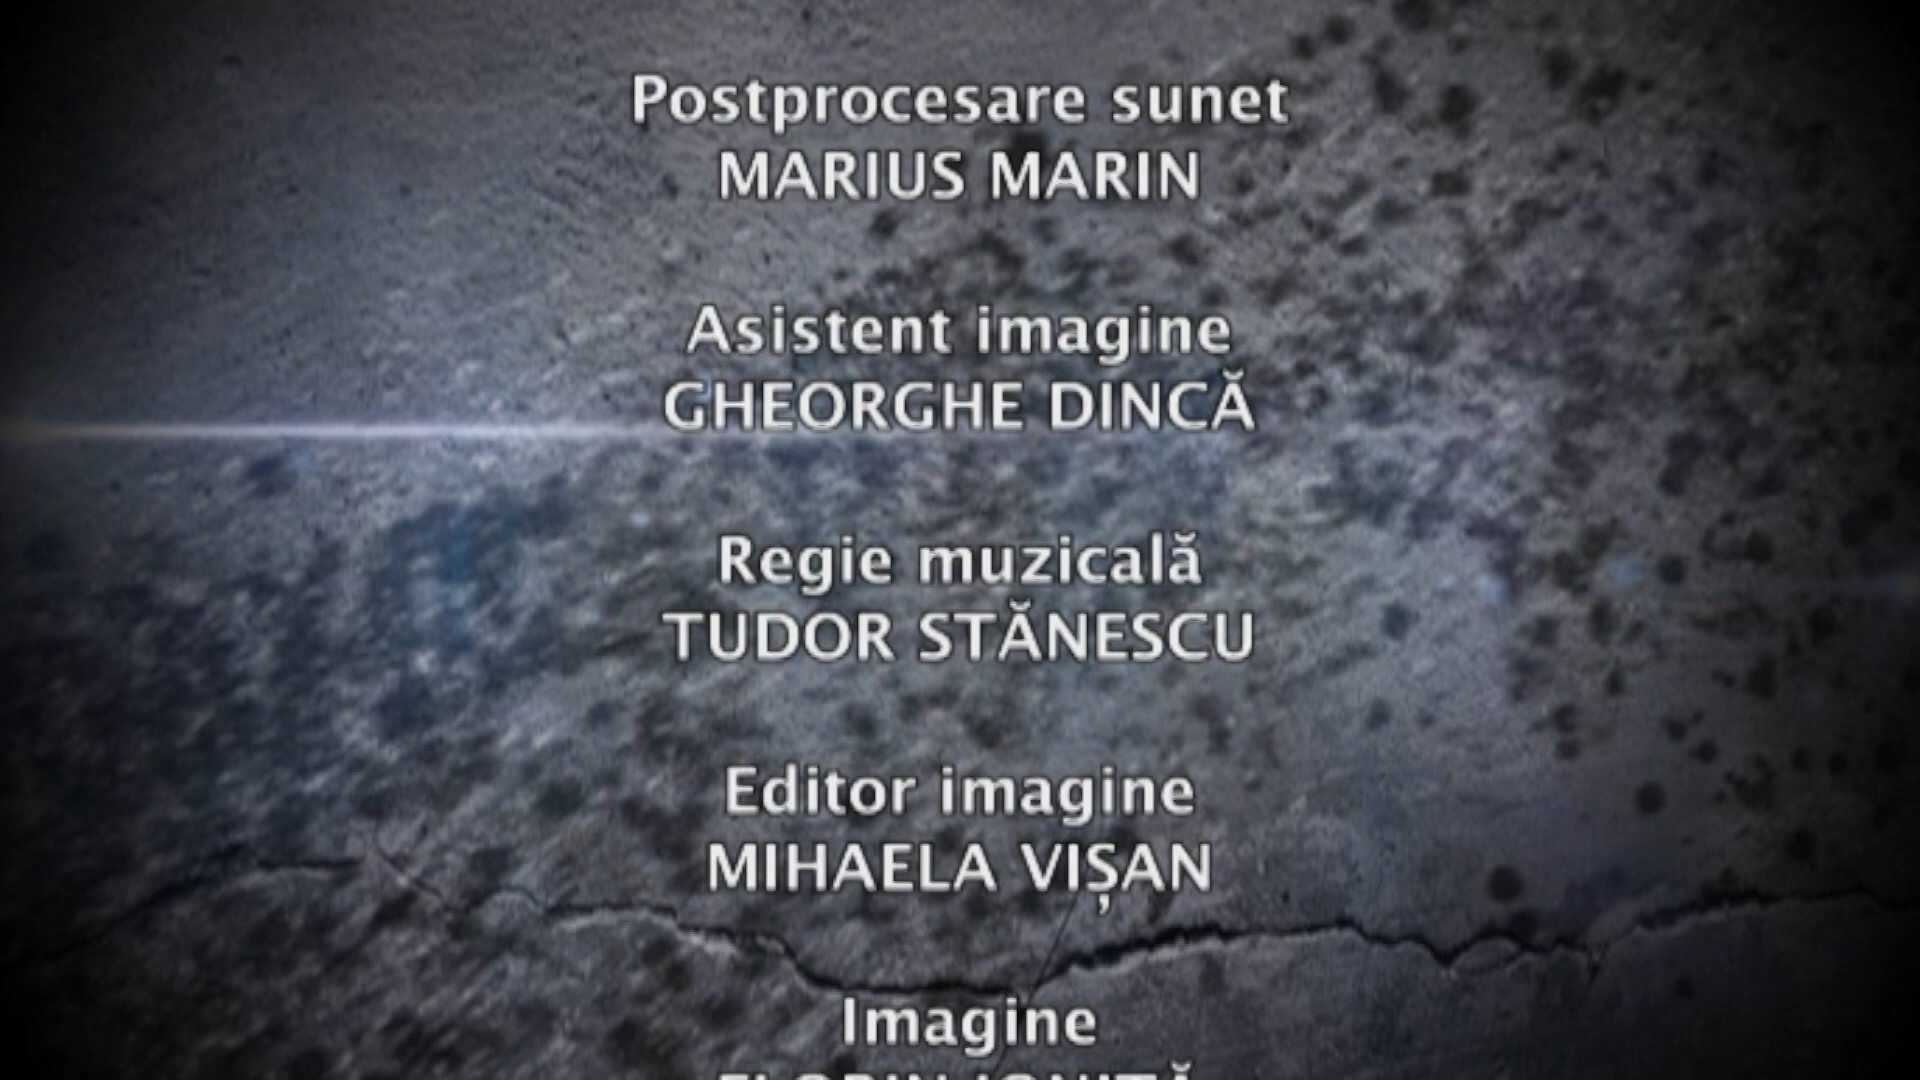 Postprocesare sunet
MARIUS MARIN
Asistent imagine
GHEORGHE DINCĂ
Regie muzicală
TUDOR STĂNESCU
Editor imagine
MIHAELA VIȘAN
Imagine